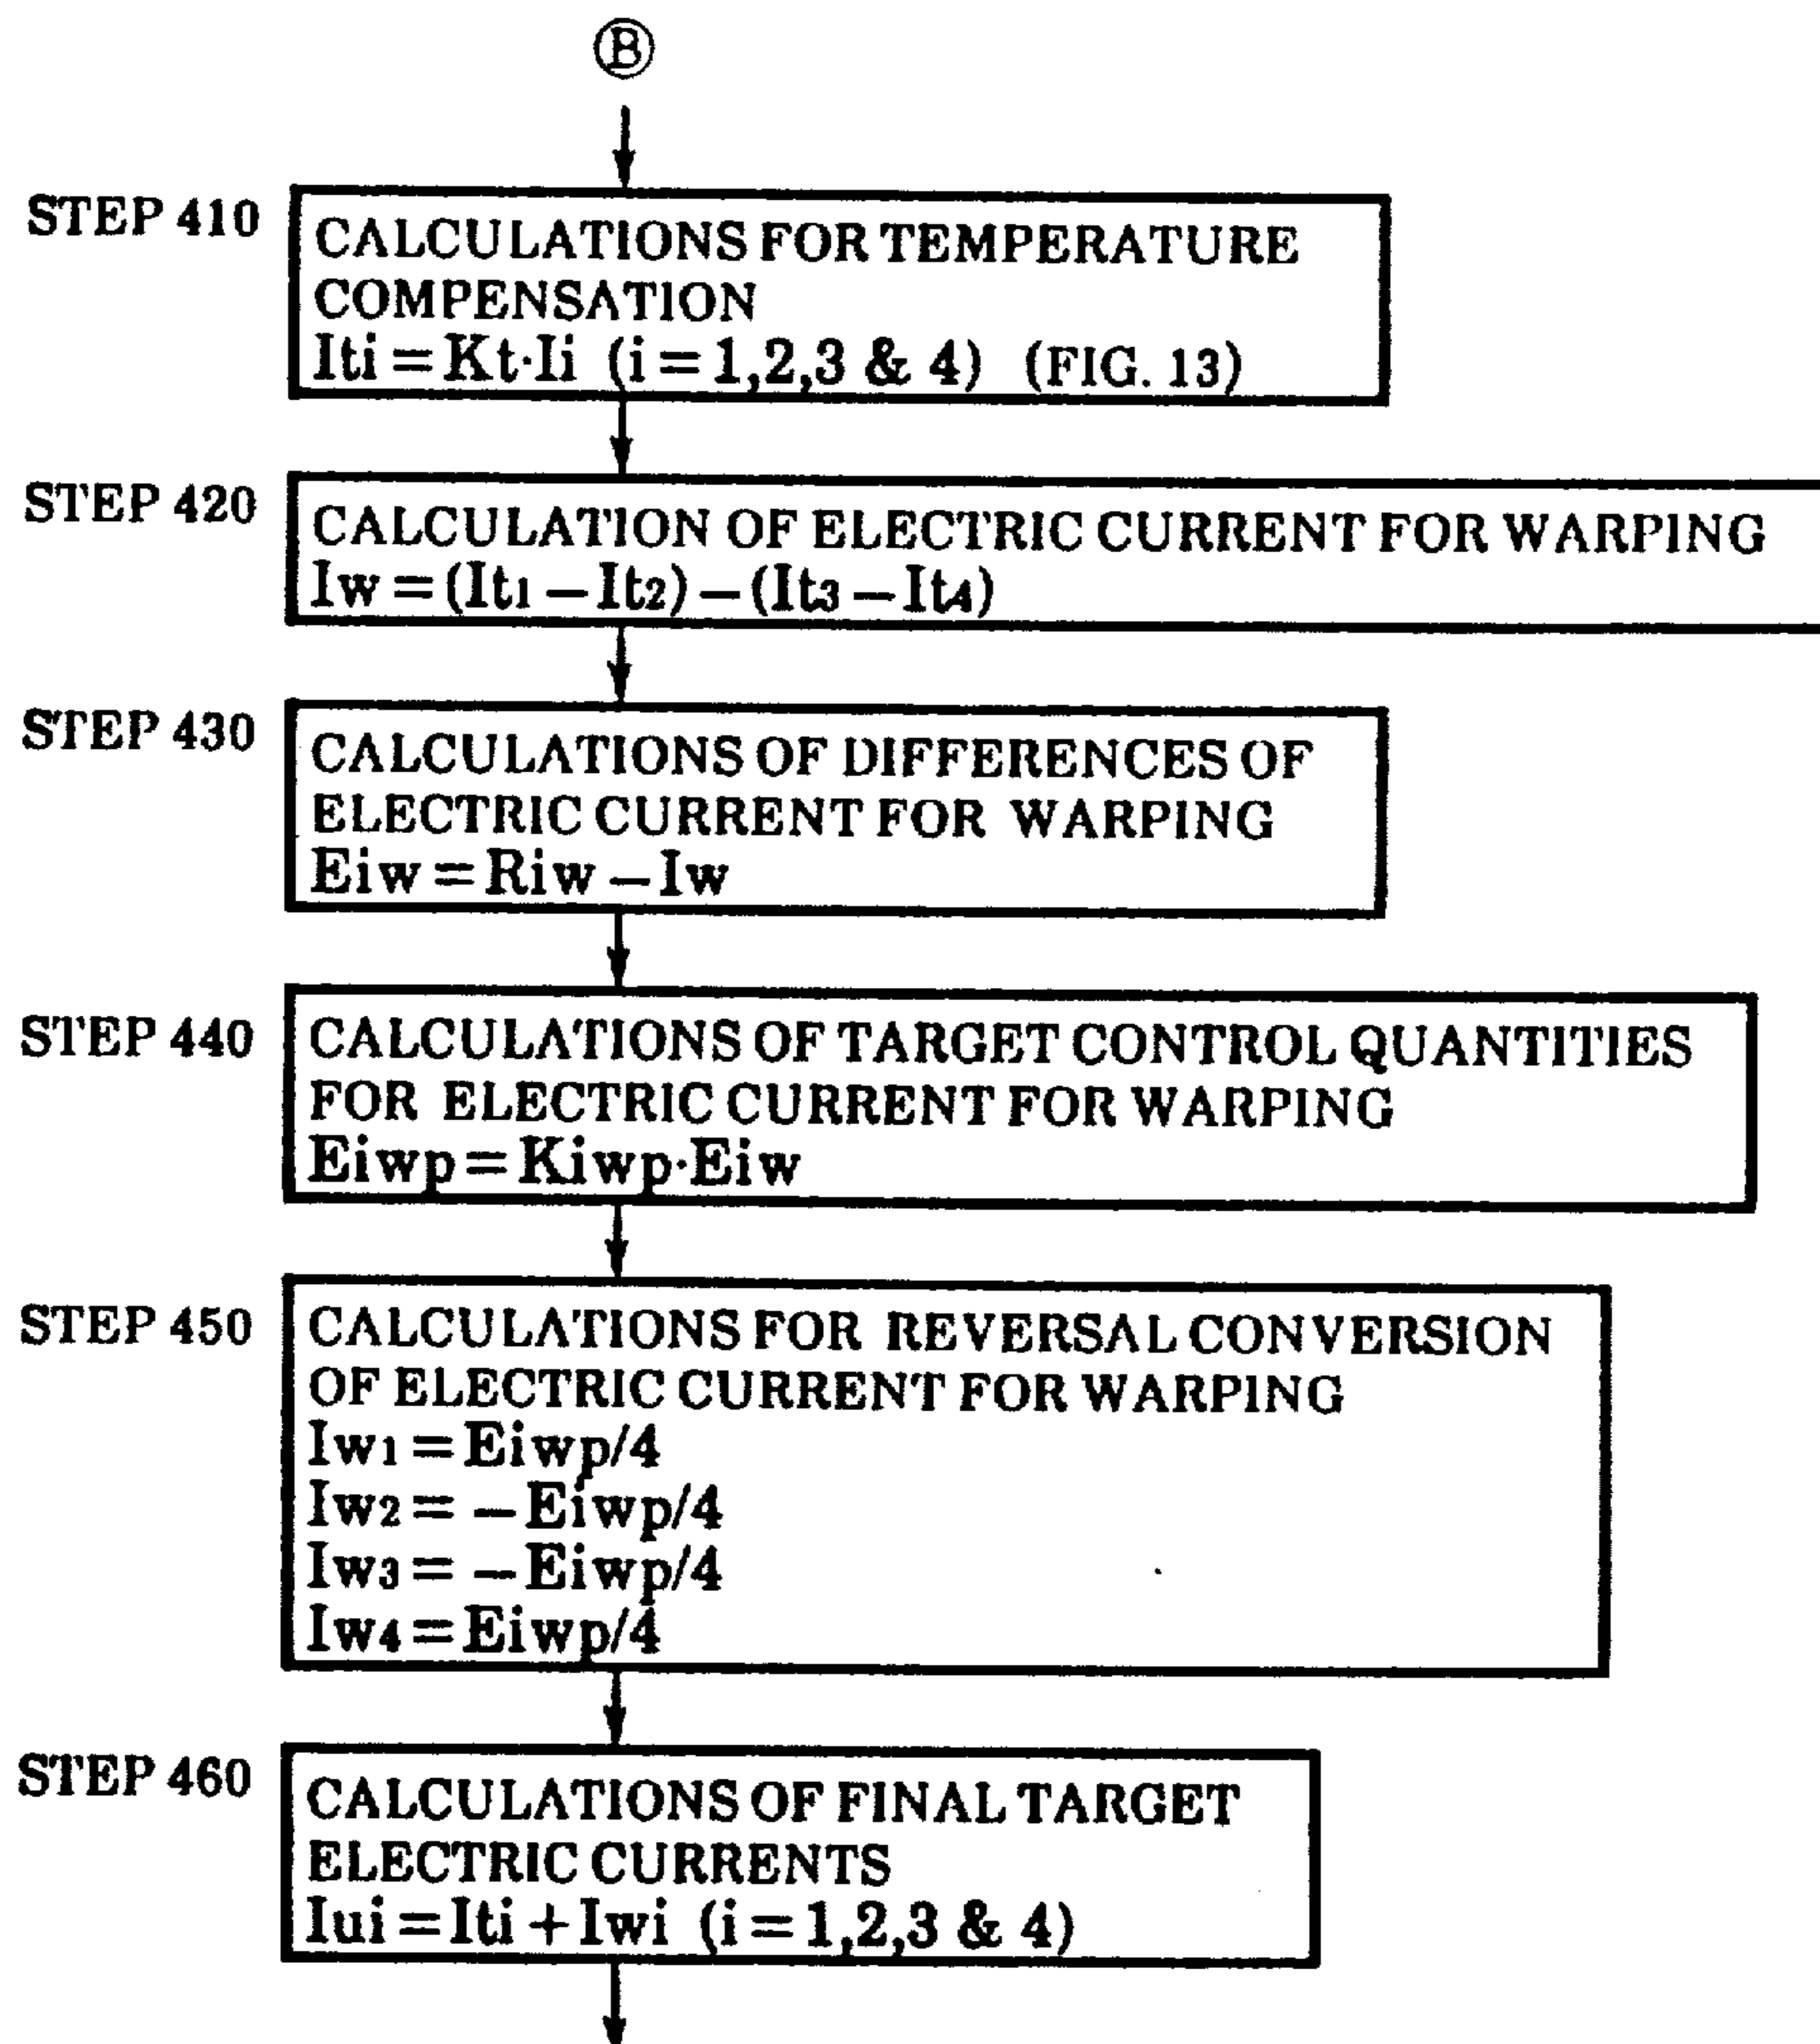 B
STEP 410
CALCULATIONS FOR TEMPERATURE
COMPENSATION
Iti = Kt·Ii (i = 1,2,3 & 4) (FIG. 13)
STEP 420
CALCULATION OF ELECTRIC CURRENT FOR WARPING
Iw = (It1 – It2) – (It3 – It4)
STEP 430
CALCULATIONS OF DIFFERENCES OF
ELECTRIC CURRENT FOR WARPING
Eiw = Riw – Iw
STEP 440
CALCULATIONS OF TARGET CONTROL QUANTITIES
FOR ELECTRIC CURRENT FOR WARPING
Eiwp = Kiwp·Eiw
STEP 450
CALCULATIONS FOR REVERSAL CONVERSION
OF ELECTRIC CURRENT FOR WARPING
Iw1 = Eiwp/4
Iw2 = – Eiwp/4
Iw3 = – Eiwp/4
Iw4 = Eiwp/4
STEP 460
CALCULATIONS OF FINAL TARGET
ELECTRIC CURRENTS
Iui = Iti + Iwi (i = 1,2,3 & 4)